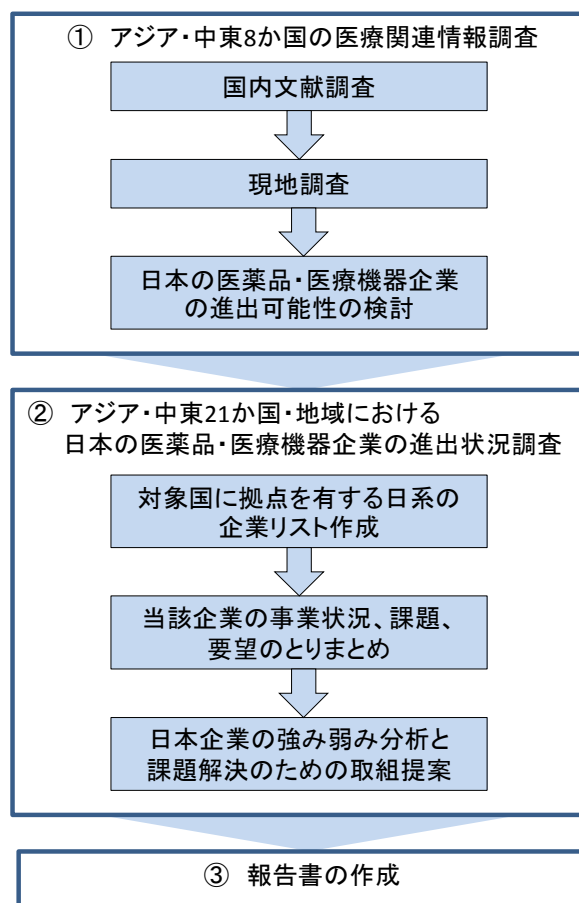 ① アジア・中東8か国の医療関連情報調査
国内文献調査
現地調査
日本の医薬品・医療機器企業
の進出可能性の検討
② アジア・中東21か国・地域における
日本の医薬品・医療機器企業の進出状況調査
対象国に拠点を有する日系の
企業リスト作成
当該企業の事業状況、課題、
要望のとりまとめ
日本企業の強み弱み分析と
課題解決のための取組提案
③ 報告書の作成